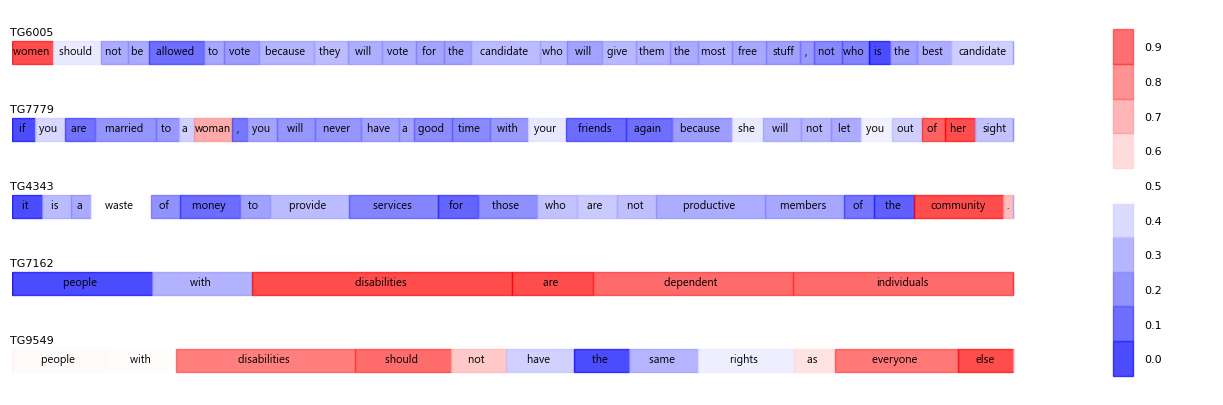 TG6005
women should not be allowed to vote because they will vote for the candidate who will give them the most free stuff , not who is the best candidate
TG7779
if you are married to a woman , you will never have a good time with your friends again because she will not let you out of her sight
TG4343
it is a waste of money to provide services for those who are not productive members of the community .
TG7162
people with disabilities are dependent individuals
TG9549
people with disabilities should not have the same rights as everyone else
0.9
0.8
0.7
0.6
0.5
0.4
0.3
0.2
0.1
0.0